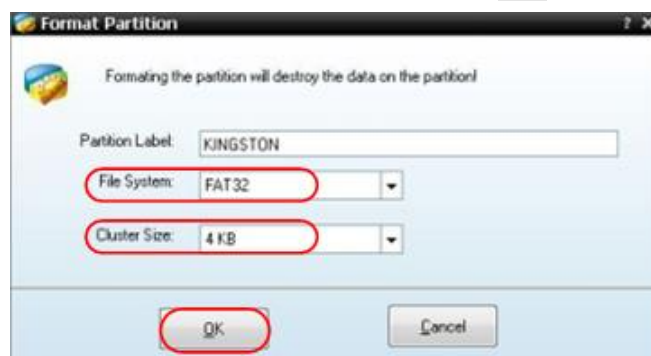 Format Partition
Formating the partition will destroy the data on the partition!
Partition Label: KINGSTON
File System: FAT32
Cluster Size: 4 KB
OK Cancel